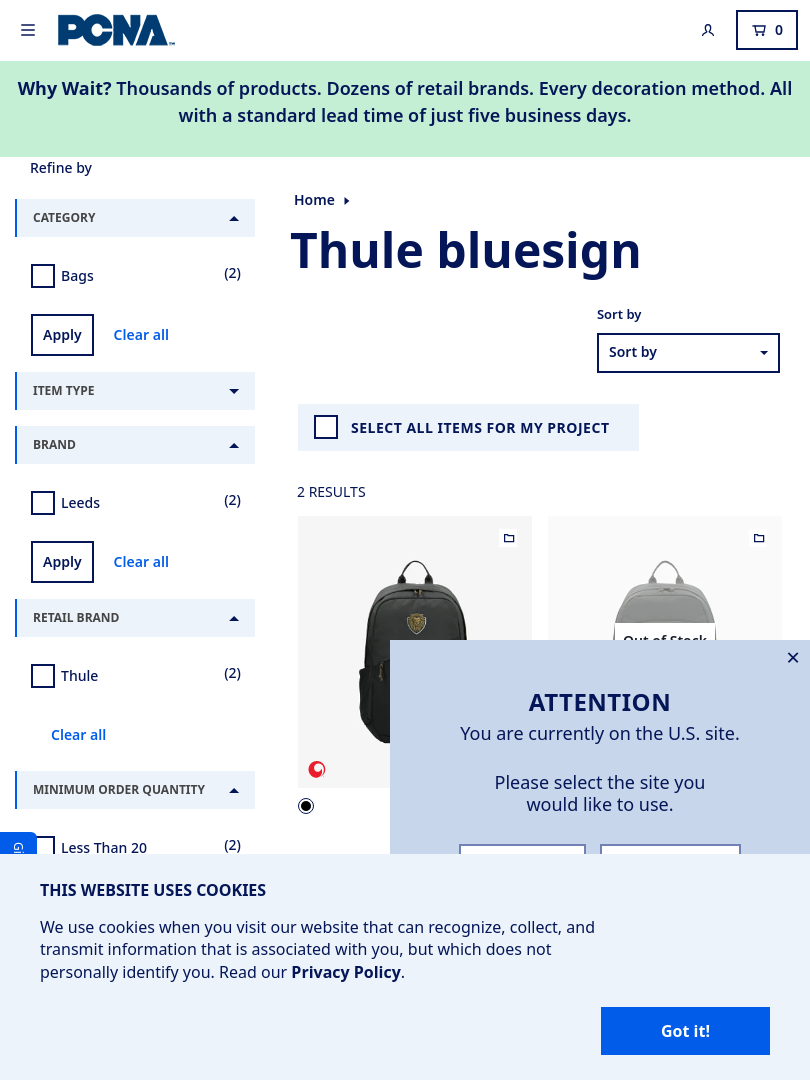 PCNA
0
Why Wait? Thousands of products. Dozens of retail brands. Every decoration method. All
with a standard lead time of just five business days.
Refine by
CATEGORY
Bags
(2)
Apply
Clear all
ITEM TYPE
BRAND
Leeds
(2)
Apply
Clear all
RETAIL BRAND
Thule
(2)
Clear all
MINIMUM ORDER QUANTITY
Less Than 20
(2)
Home
Thule bluesign
Sort by
Sort by
SELECT ALL ITEMS FOR MY PROJECT
2 RESULTS
Out of Stock
ATTENTION
You are currently on the U.S. site.
Please select the site you
would like to use.
THIS WEBSITE USES COOKIES
We use cookies when you visit our website that can recognize, collect, and
transmit information that is associated with you, but which does not
personally identify you. Read our Privacy Policy.
Got it!